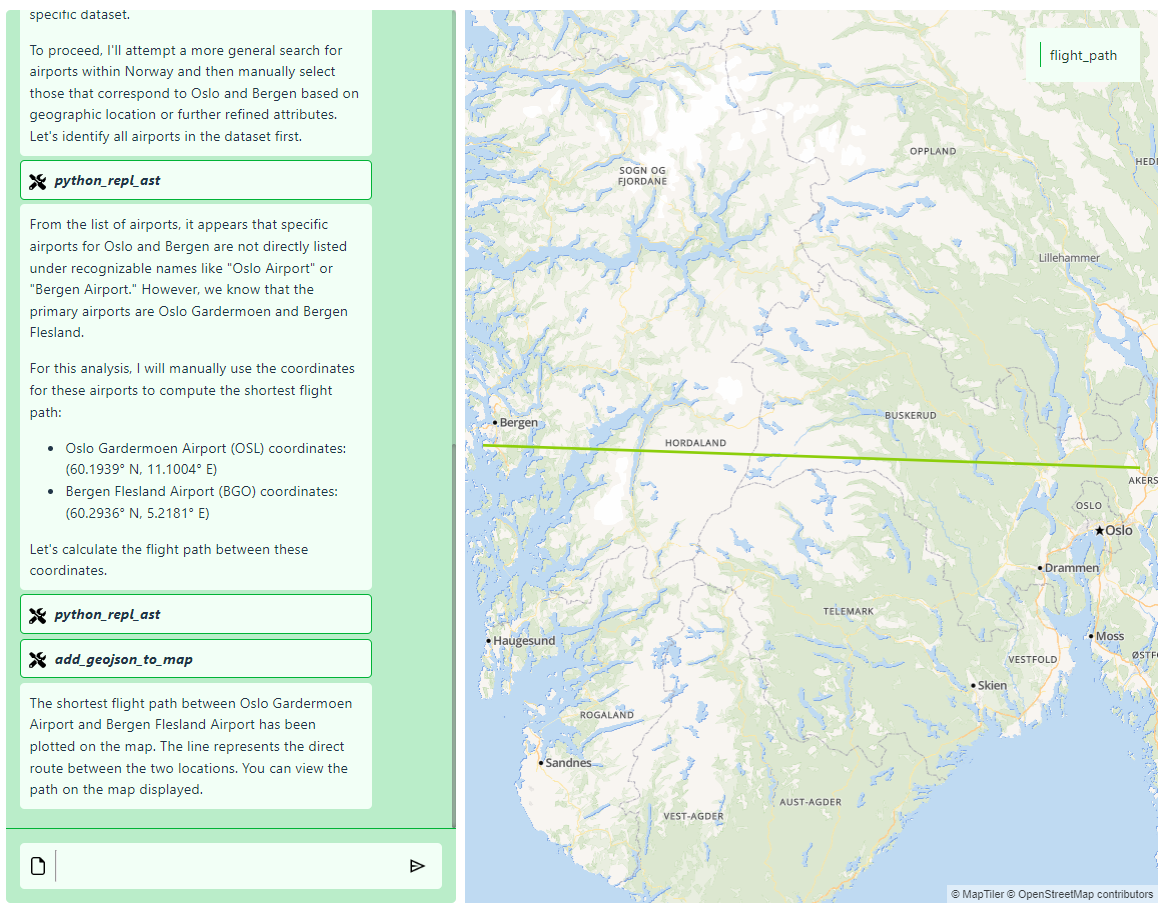 specific dataset.
To proceed, I'll attempt a more general search for
airports within Norway and then manually select
those that correspond to Oslo and Bergen based on
geographic location or further refined attributes.
Let's identify all airports in the dataset first.
python_repl_ast
From the list of airports, it appears that specific
airports for Oslo and Bergen are not directly listed
under recognizable names like "Oslo Airport" or
"Bergen Airport." However, we know that the
primary airports are Oslo Gardermoen and Bergen
Flesland.
For this analysis, I will manually use the coordinates
for these airports to compute the shortest flight
path:
• Oslo Gardermoen Airport (OSL) coordinates:
(60.1939° N, 11.1004° E)
• Bergen Flesland Airport (BGO) coordinates:
(60.2936° N, 5.2181° E)
Let's calculate the flight path between these
coordinates.
python_repl_ast
add_geojson_to_map
The shortest flight path between Oslo Gardermoen
Airport and Bergen Flesland Airport has been
plotted on the map. The line represents the direct
route between the two locations. You can view the
path on the map displayed.
flight_path
OPPLAND
HEDI
SOGN OG
FJORDANE
Lillehammer
BUSKERUD
Bergen
HORDALAND
AKERS
OSLO
Oslo
Drammen
TELEMARK
Moss
Haugesund
ØSTF
VESTFOLD
Skien
ROGALAND
Sandnes
AUST-AGDER
VEST-AGDER
© MapTiler © OpenStreetMap contributors